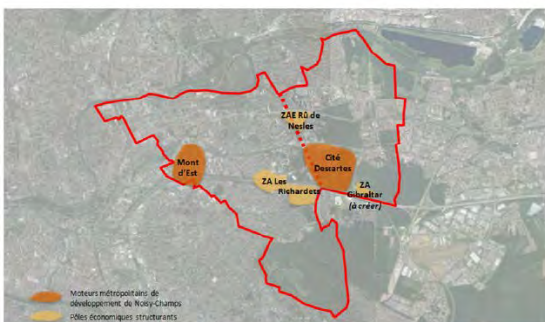 ZAE Rû de
Nesles
Mont
d'Est
Cité
Descartes
ZA Les
Richardets
ZA
Gibraltar
(à créer)
Moteurs métropolitains de
développement de Noisy-Champs
Pôles économiques structurants